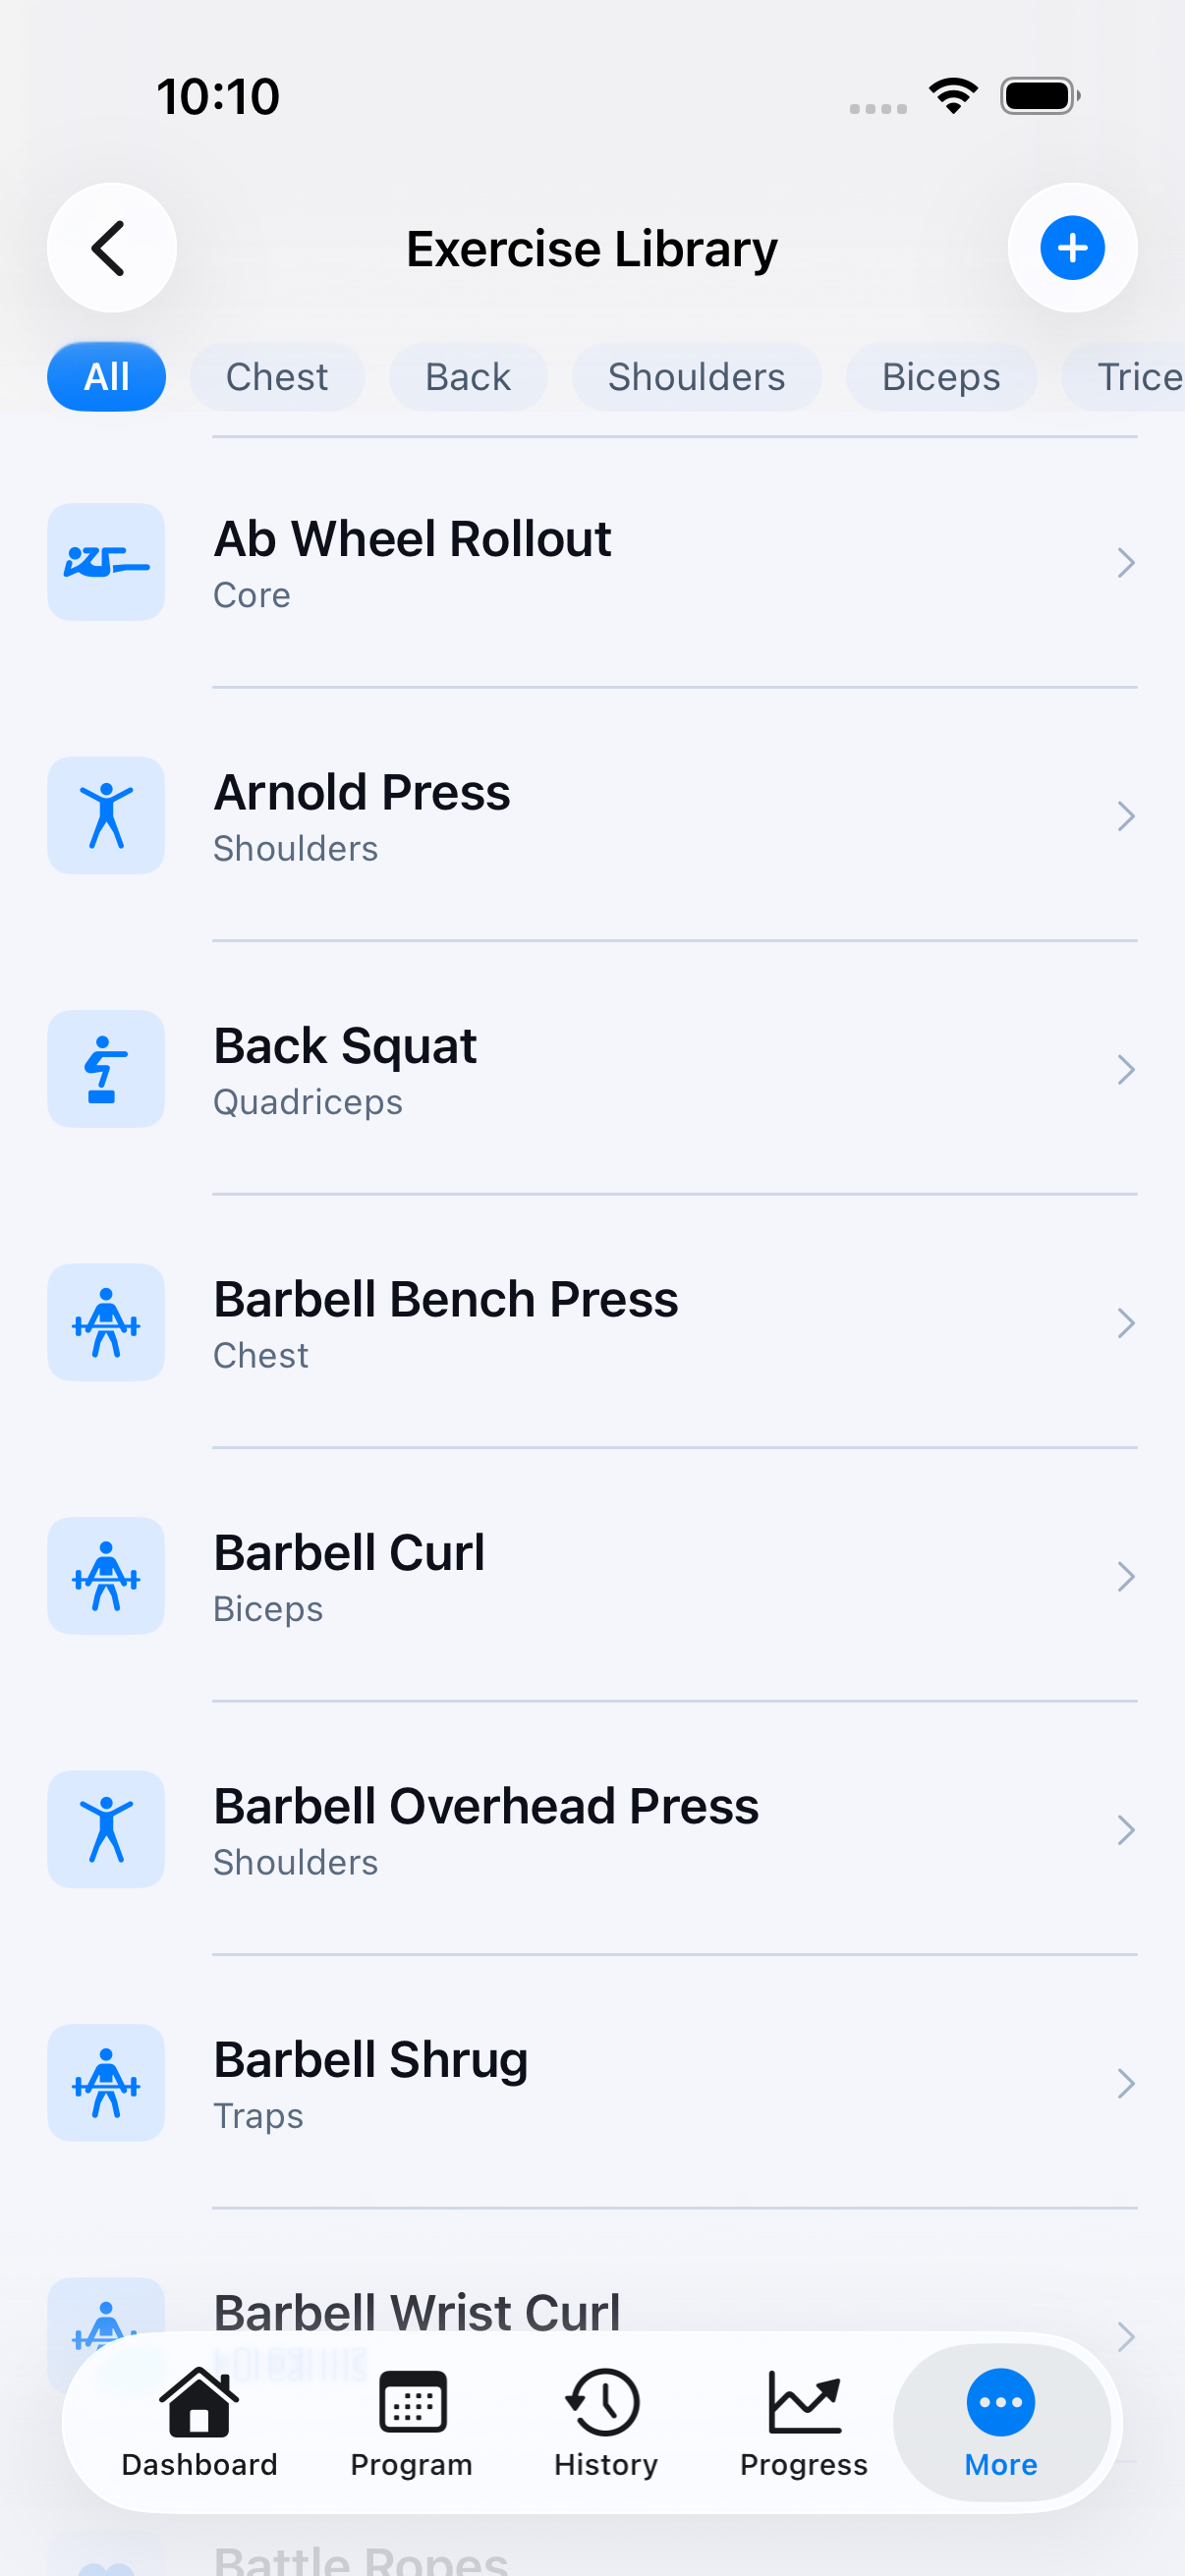 10:10
Exercise Library
All Chest Back Shoulders Biceps Trice
Ab Wheel Rollout
Core
Arnold Press
Shoulders
Back Squat
Quadriceps
Barbell Bench Press
Chest
Barbell Curl
Biceps
Barbell Overhead Press
Shoulders
Barbell Shrug
Traps
Barbell Wrist Curl
Dashboard Program History Progress More
Battle Ropes